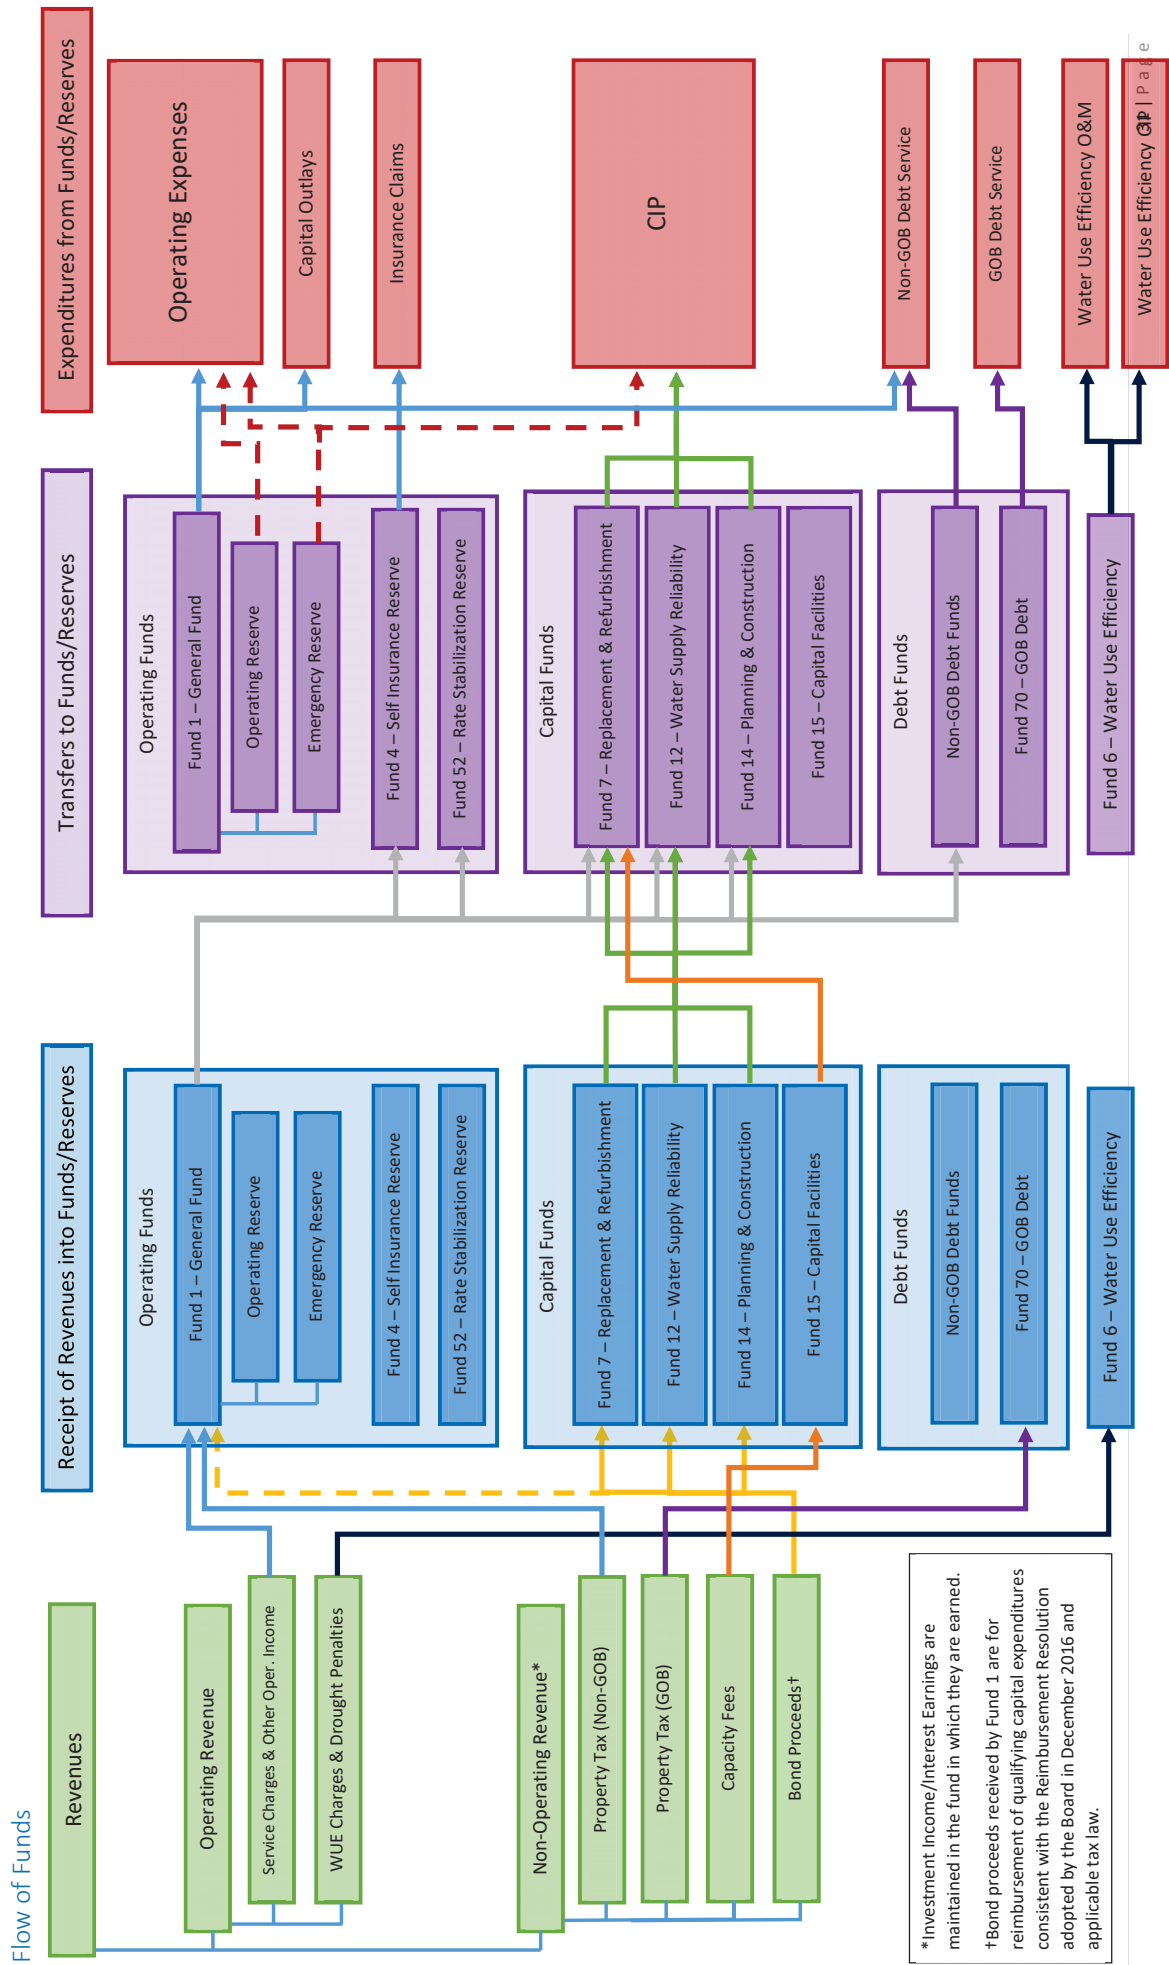 Flow of Funds
Revenues
Operating Revenue
Service Charges & Other Oper. Income
WUE Charges & Drought Penalties
Non-Operating Revenue*
Property Tax (Non-GOB)
Property Tax (GOB)
Capacity Fees
Bond Proceeds†
*Investment Income/Interest Earnings are
maintained in the fund in which they are earned.
†Bond proceeds received by Fund 1 are for
reimbursement of qualifying capital expenditures
consistent with the Reimbursement Resolution
adopted by the Board in December 2016 and
applicable tax law.
Receipt of Revenues into Funds/Reserves
Operating Funds
Fund 1 – General Fund
Operating Reserve
Emergency Reserve
Fund 4 – Self Insurance Reserve
Fund 52 – Rate Stabilization Reserve
Capital Funds
Fund 7 – Replacement & Refurbishment
Fund 12 – Water Supply Reliability
Fund 14 – Planning & Construction
Fund 15 – Capital Facilities
Debt Funds
Non-GOB Debt Funds
Fund 70 – GOB Debt
Fund 6 – Water Use Efficiency
Transfers to Funds/Reserves
Operating Funds
Fund 1 – General Fund
Operating Reserve
Emergency Reserve
Fund 4 – Self Insurance Reserve
Fund 52 – Rate Stabilization Reserve
Capital Funds
Fund 7 – Replacement & Refurbishment
Fund 12 – Water Supply Reliability
Fund 14 – Planning & Construction
Fund 15 – Capital Facilities
Debt Funds
Non-GOB Debt Funds
Fund 70 – GOB Debt
Fund 6 – Water Use Efficiency
Expenditures from Funds/Reserves
Operating Expenses
Capital Outlays
Insurance Claims
CIP
Non-GOB Debt Service
GOB Debt Service
Water Use Efficiency O&M
Water Use Efficiency CIP
| Page